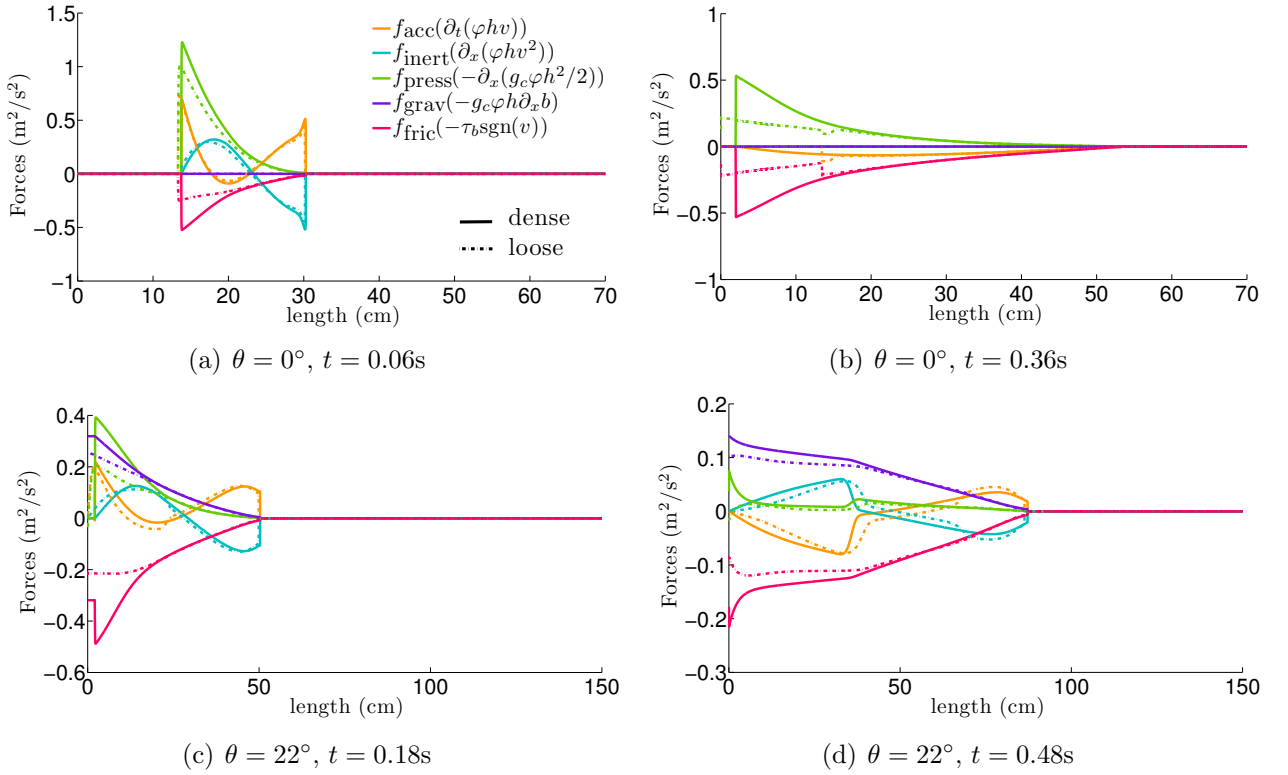 1.5
1
0.5
0
−0.5
−1
Forces (m²/s²)
f_acc(∂_t(φhv))
f_inert(∂_x(φhv²))
f_press(−∂_x(g_cφh²/2))
f_grav(−g_cφh∂_xb)
f_fric(−τ_bsgn(v))
dense
loose
0 10 20 30 40 50 60 70
length (cm)
(a) θ = 0°, t = 0.06s
1
0.5
0
−0.5
−1
Forces (m²/s²)
0 10 20 30 40 50 60 70
length (cm)
(b) θ = 0°, t = 0.36s
0.4
0.2
0
−0.2
−0.4
−0.6
Forces (m²/s²)
0 50 100 150
length (cm)
(c) θ = 22°, t = 0.18s
0.2
0.1
0
−0.1
−0.2
−0.3
Forces (m²/s²)
0 50 100 150
length (cm)
(d) θ = 22°, t = 0.48s